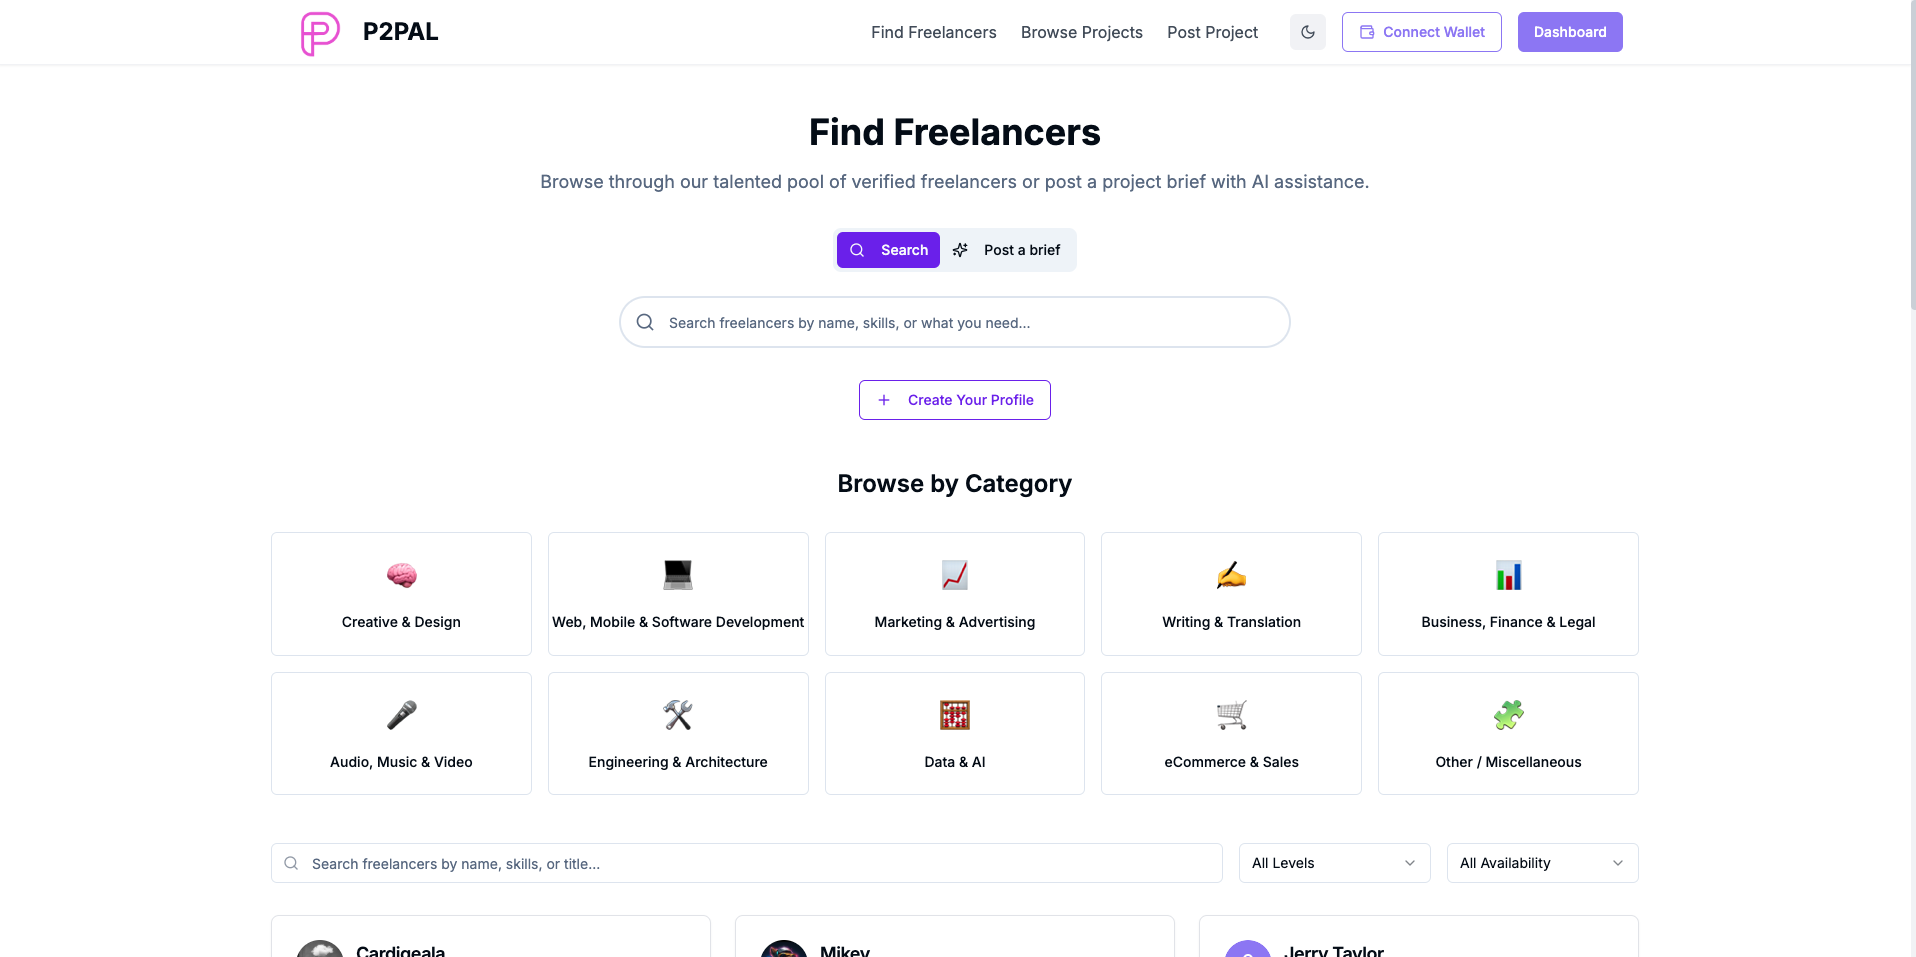 P2PAL
Find Freelancers
Browse Projects
Post Project
Connect Wallet
Dashboard
Find Freelancers
Browse through our talented pool of verified freelancers or post a project brief with AI assistance.
Search
Post a brief
Search freelancers by name, skills, or what you need...
Create Your Profile
Browse by Category
Creative & Design
Web, Mobile & Software Development
Marketing & Advertising
Writing & Translation
Business, Finance & Legal
Audio, Music & Video
Engineering & Architecture
Data & AI
eCommerce & Sales
Other / Miscellaneous
Search freelancers by name, skills, or title...
All Levels
All Availability
Cardigeala
Mikey
Jerry Taylor